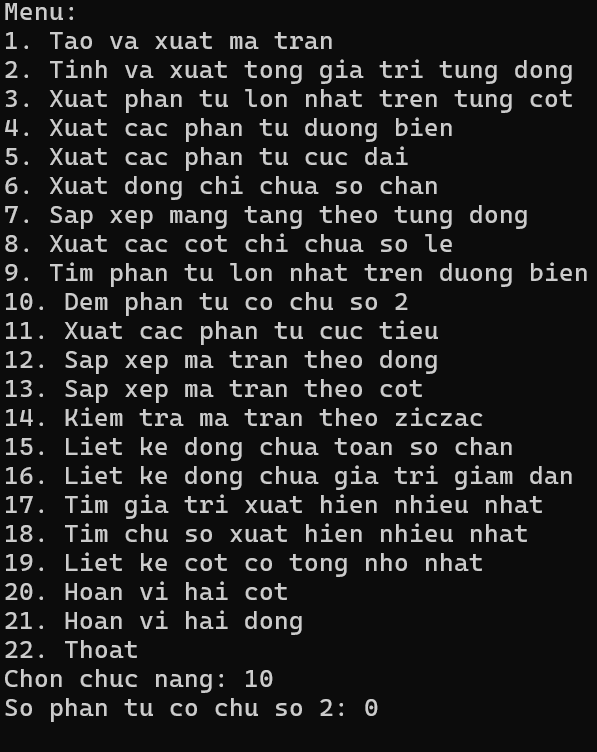 Menu:
1. Tao va xuat ma tran
2. Tinh va xuat tong gia tri tung dong
3. Xuat phan tu lon nhat tren tung cot
4. Xuat cac phan tu duong bien
5. Xuat cac phan tu cuc dai
6. Xuat dong chi chua so chan
7. Sap xep mang tang theo tung dong
8. Xuat cac cot chi chua so le
9. Tim phan tu lon nhat tren duong bien
10. Dem phan tu co chu so 2
11. Xuat cac phan tu cuc tieu
12. Sap xep ma tran theo dong
13. Sap xep ma tran theo cot
14. Kiem tra ma tran theo ziczac
15. Liet ke dong chua toan so chan
16. Liet ke dong chua gia tri giam dan
17. Tim gia tri xuat hien nhieu nhat
18. Tim chu so xuat hien nhieu nhat
19. Liet ke cot co tong nho nhat
20. Hoan vi hai cot
21. Hoan vi hai dong
22. Thoat
Chon chuc nang: 10
So phan tu co chu so 2: 0